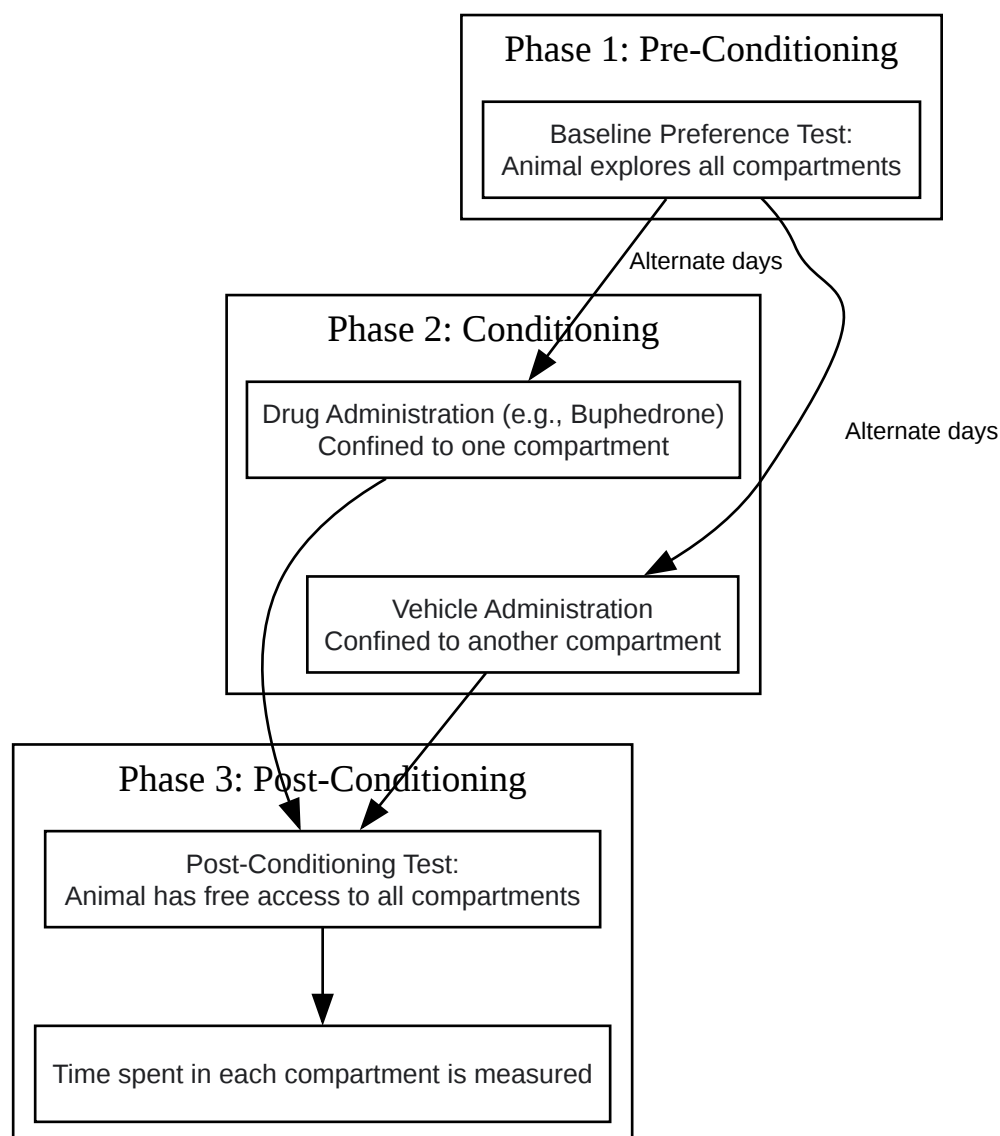 Phase 1: Pre-Conditioning
Baseline Preference Test:
Animal explores all compartments
Alternate days
Phase 2: Conditioning
Drug Administration (e.g., Buphedrone)
Confined to one compartment
Alternate days
Vehicle Administration
Confined to another compartment
Phase 3: Post-Conditioning
Post-Conditioning Test:
Animal has free access to all compartments
Time spent in each compartment is measured